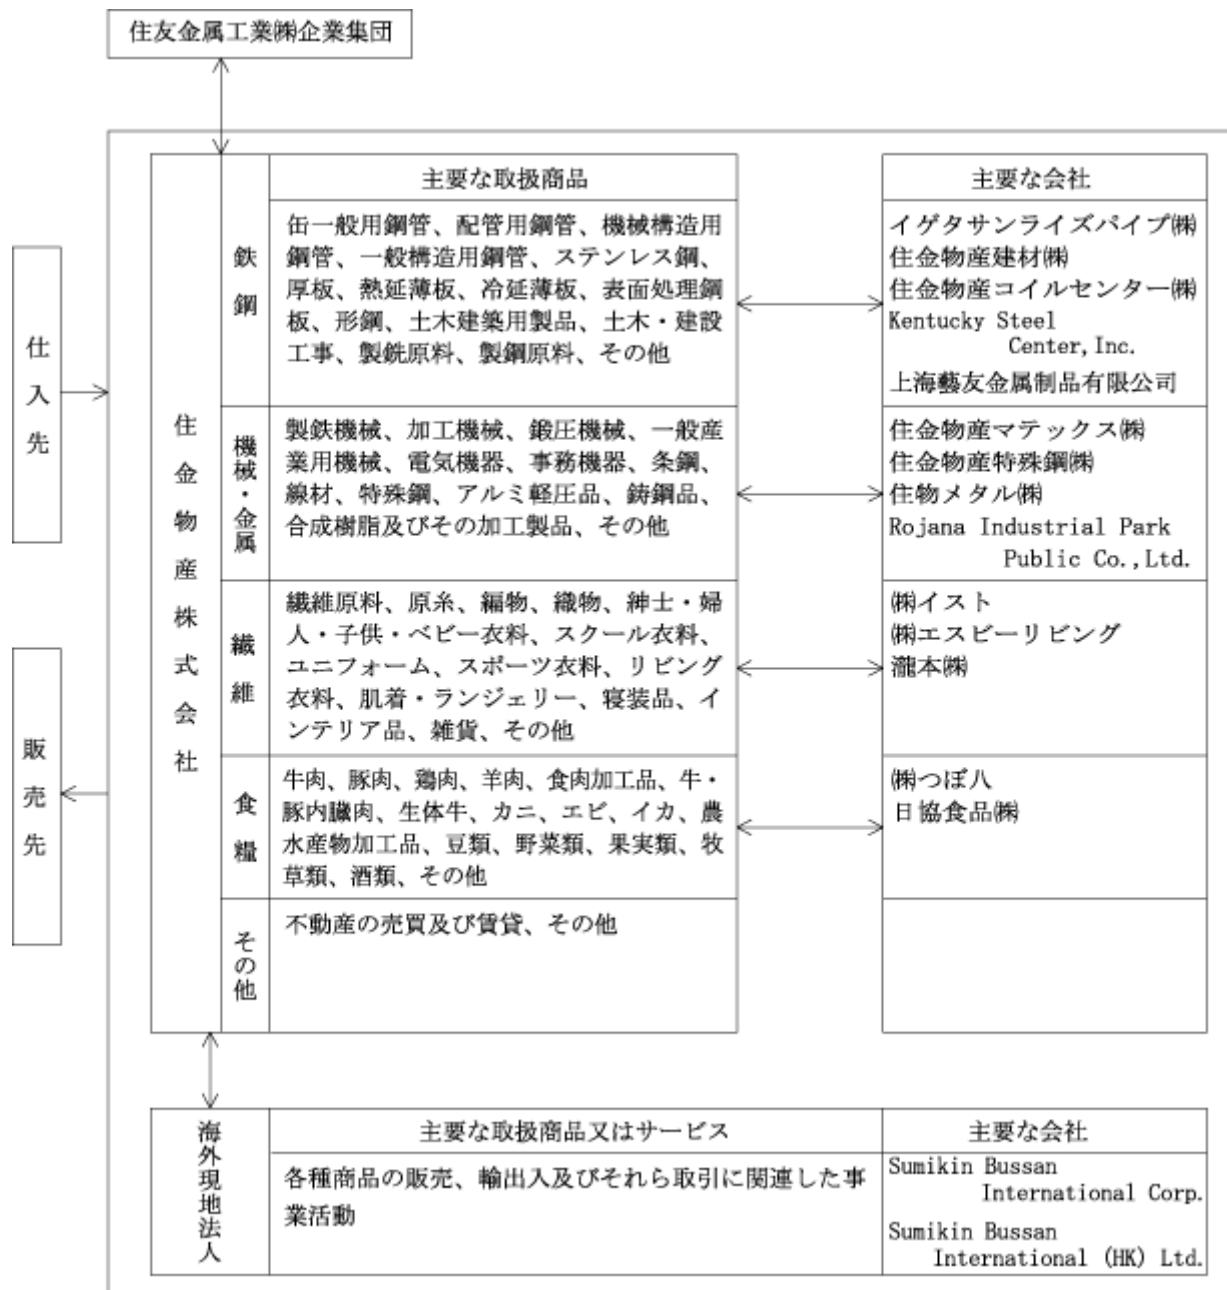 住友金属工業㈱企業集団
仕入先
販売先
住金物産株式会社
主要な取扱商品
主要な会社
鉄鋼
缶一般用鋼管、配管用鋼管、機械構造用
鋼管、一般構造用鋼管、ステンレス鋼、
厚板、熱延薄板、冷延薄板、表面処理鋼
板、形鋼、土木建築用製品、土木・建設
工事、製銑原料、製鋼原料、その他
イゲタサンライズパイプ㈱
住金物産建材㈱
住金物産コイルセンター㈱
Kentucky Steel
Center,Inc.
上海藝友金属制品有限公司
機械・金属
製鉄機械、加工機械、鍛圧機械、一般産
業用機械、電気機器、事務機器、条鋼、
線材、特殊鋼、アルミ軽圧品、鋳鋼品、
合成樹脂及びその加工製品、その他
住金物産マテックス㈱
住金物産特殊鋼㈱
住物メタル㈱
Rojana Industrial Park
Public Co.,Ltd.
繊維
繊維原料、原糸、編物、織物、紳士・婦
人・子供・ベビー衣料、スクール衣料、
ユニフォーム、スポーツ衣料、リビング
衣料、肌着・ランジェリー、寝装品、イ
ンテリア品、雑貨、その他
㈱イスト
㈱エスビーリビング
瀧本㈱
食糧
牛肉、豚肉、鶏肉、羊肉、食肉加工品、牛・
豚内臓肉、生体牛、カニ、エビ、イカ、農
水産物加工品、豆類、野菜類、果実類、牧
草類、酒類、その他
㈱つぼ八
日協食品㈱
その他
不動産の売買及び賃貸、その他
海外現地法人
主要な取扱商品又はサービス
主要な会社
各種商品の販売、輸出入及びそれら取引に関連した事
業活動
Sumikin Bussan
International Corp.
Sumikin Bussan
International (HK) Ltd.